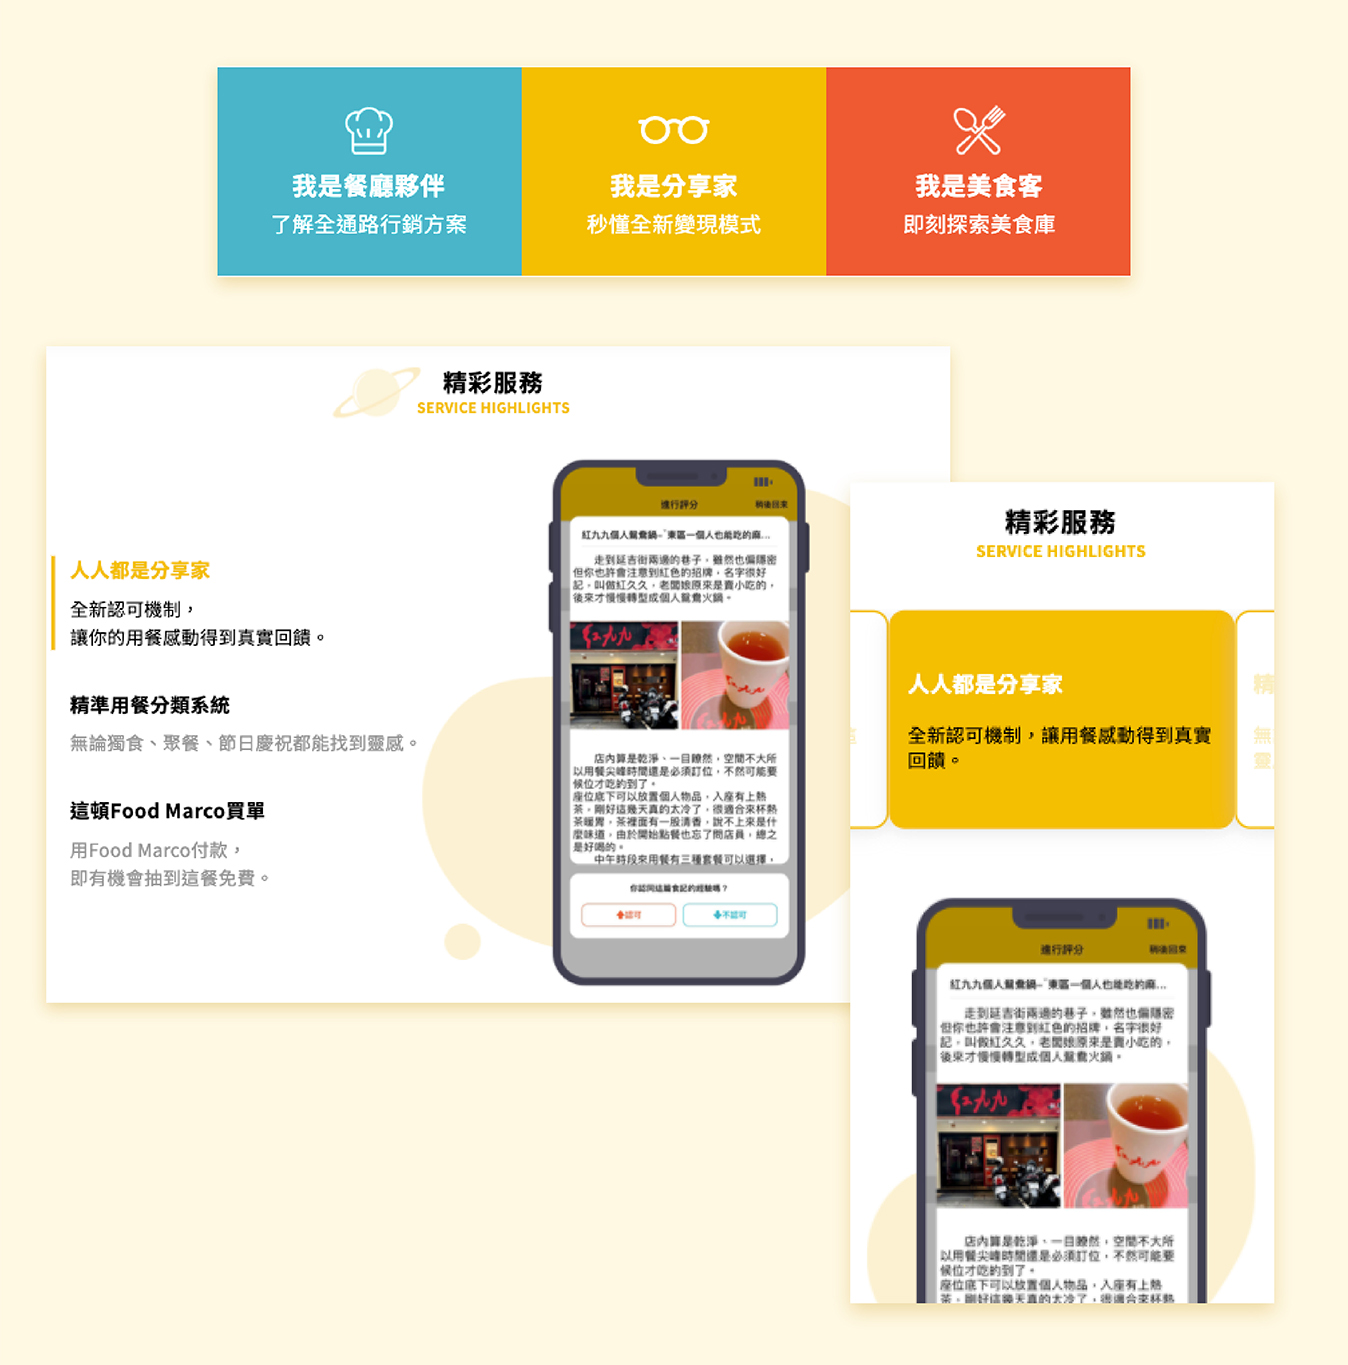 我是餐廳夥伴
了解全通路行銷方案
我是分享家
秒懂全新變現模式
我是美食客
即刻探索美食庫
精彩服務
SERVICE HIGHLIGHTS
人人都是分享家
全新認可機制，
讓你的用餐感動得到真實回饋。
精準用餐分類系統
無論獨食、聚餐、節日慶祝都能找到靈感。
這頓Food Marco買單
用Food Marco付款，
即有機會抽到這餐免費。
進行評分
稍後回來
紅九九個人鴛鴦鍋-"東區一個人也能吃的麻...
走到延吉街兩邊的巷子，雖然也偏隱密
但你也許會注意到紅色的招牌，名字很好
記，叫做紅久久，老闆娘原來是賣小吃的，
後來才慢慢轉型成個人鴛鴦火鍋。
紅九九
店內算是乾淨、一目瞭然，空間不大所
以用餐尖峰時間還是必須訂位，不然可能要
候位才吃的到了。
座位底下可以放置個人物品，入座有上熱
茶，剛好這幾天真的太冷了，很適合來杯熱
茶暖胃，茶裡面有一股清香，說不上來是什
麼味道，由於開始點餐也忘了問店員，總之
是好喝的。
中午時段來用餐有三種套餐可以選擇，
你認同這篇食記的經驗嗎？
認可
不認可
精彩服務
SERVICE HIGHLIGHTS
人人都是分享家
全新認可機制，讓用餐感動得到真實
回饋。
精
無
靈
進行評分
稍後回來
紅九九個人鴛鴦鍋-"東區一個人也能吃的麻...
走到延吉街兩邊的巷子，雖然也偏隱密
但你也許會注意到紅色的招牌，名字很好
記，叫做紅久久，老闆娘原來是賣小吃的，
後來才慢慢轉型成個人鴛鴦火鍋。
紅九九
店內算是乾淨、一目瞭然，空間不大所
以用餐尖峰時間還是必須訂位，不然可能要
候位才吃的到了。
座位底下可以放置個人物品，入座有上熱
茶，剛好這幾天真的太冷了，很適合來杯熱